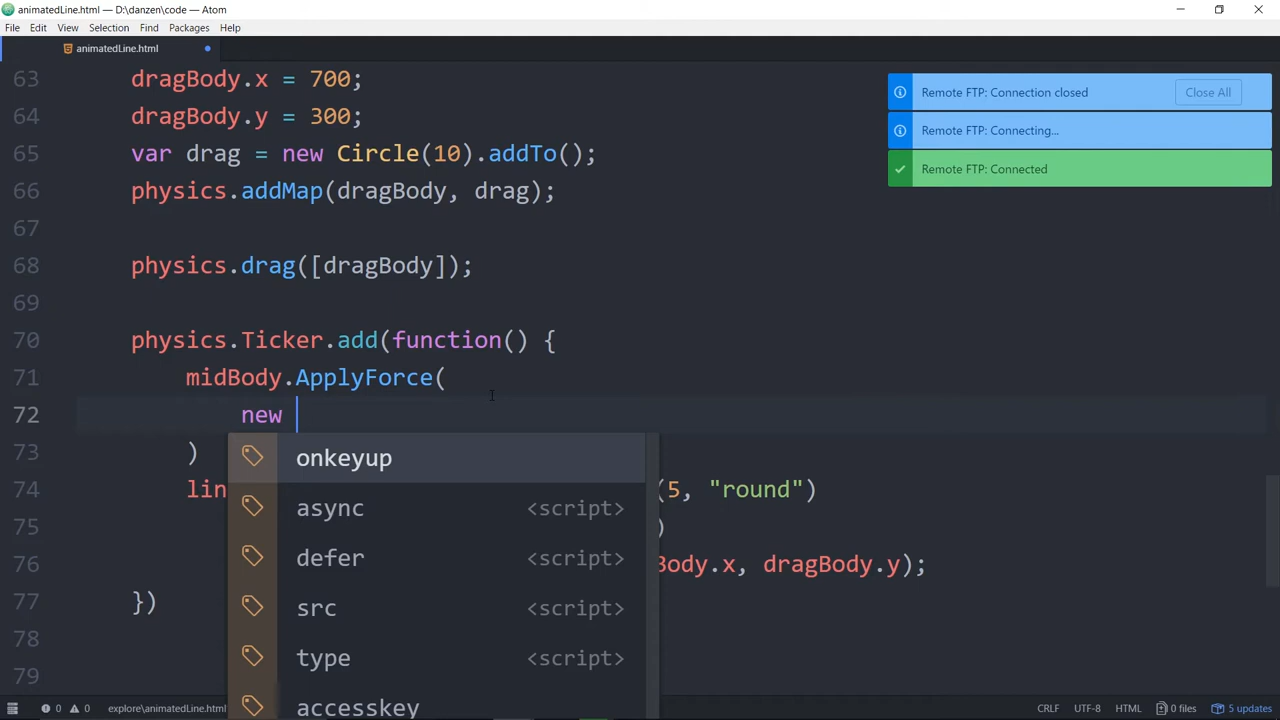 animatedLine.html — D:\danzen\code — Atom
File Edit View Selection Find Packages Help
animatedLine.html
63 dragBody.x = 700;
64 dragBody.y = 300;
65 var drag = new Circle(10).addTo();
66 physics.addMap(dragBody, drag);
67
68 physics.drag([dragBody]);
69
70 physics.Ticker.add(function() {
71 midBody.ApplyForce(
72 new
73 )
74 lin (5, "round")
75 )
76 Body.x, dragBody.y);
77 })
78
79
onkeyup
async <script>
defer <script>
src <script>
type <script>
accesskey
Remote FTP: Connection closed Close All
Remote FTP: Connecting...
Remote FTP: Connected
0 0 explore\animatedLine.html CRLF UTF-8 HTML 0 files 5 updates